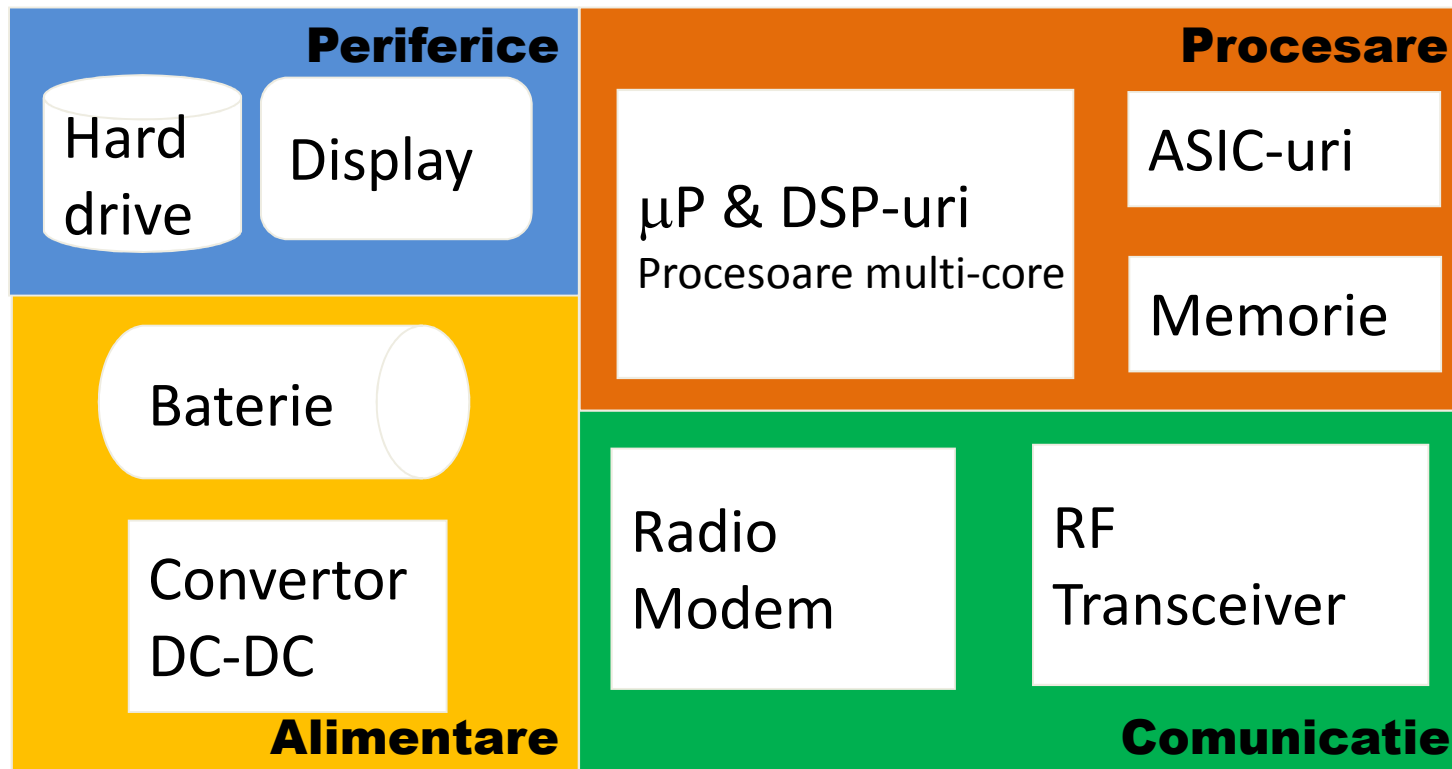 Periferice
Hard
drive
Display
Procesare
μP & DSP-uri
Procesoare multi-core
ASIC-uri
Memorie
Baterie
Convertor
DC-DC
Alimentare
Radio
Modem
RF
Transceiver
Comunicatie